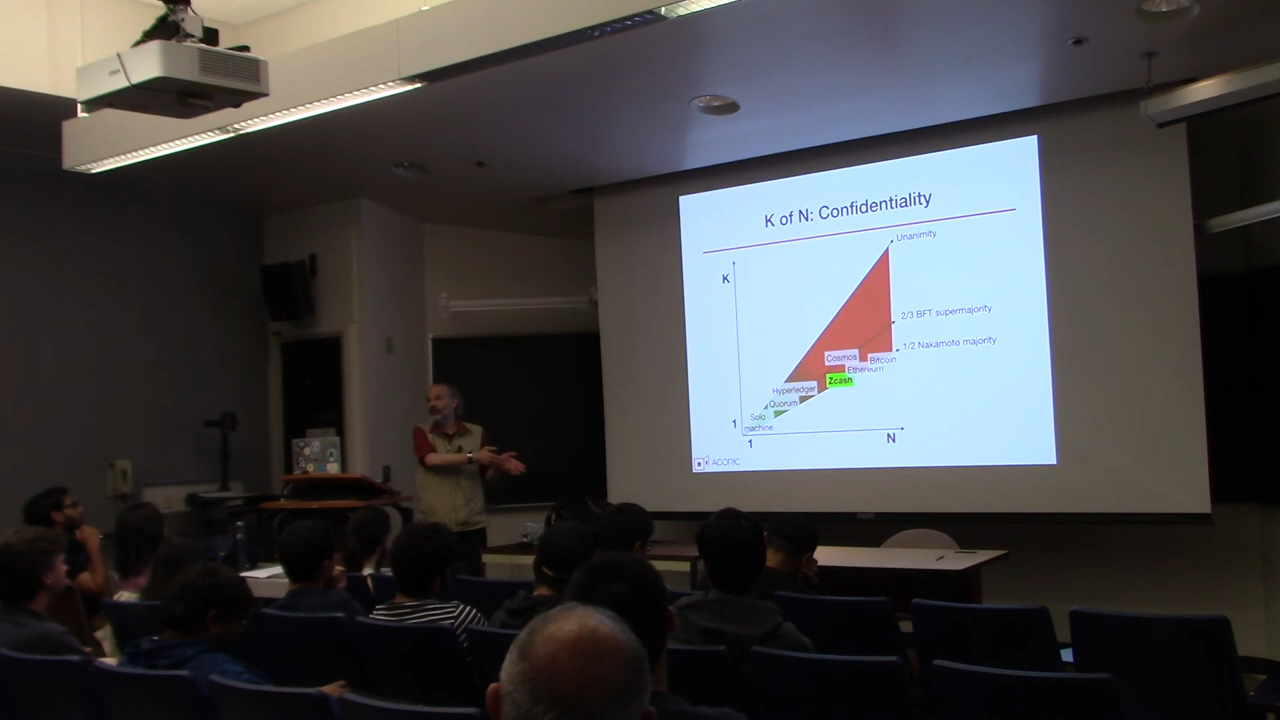 K of N: Confidentiality
Unanimity
K
2/3 BFT supermajority
1/2 Nakamoto majority
Cosmos
Bitcoin
Ethereum
Zcash
Hyperledger
Quorum
Solo
machine
1
1
N
AGORIC